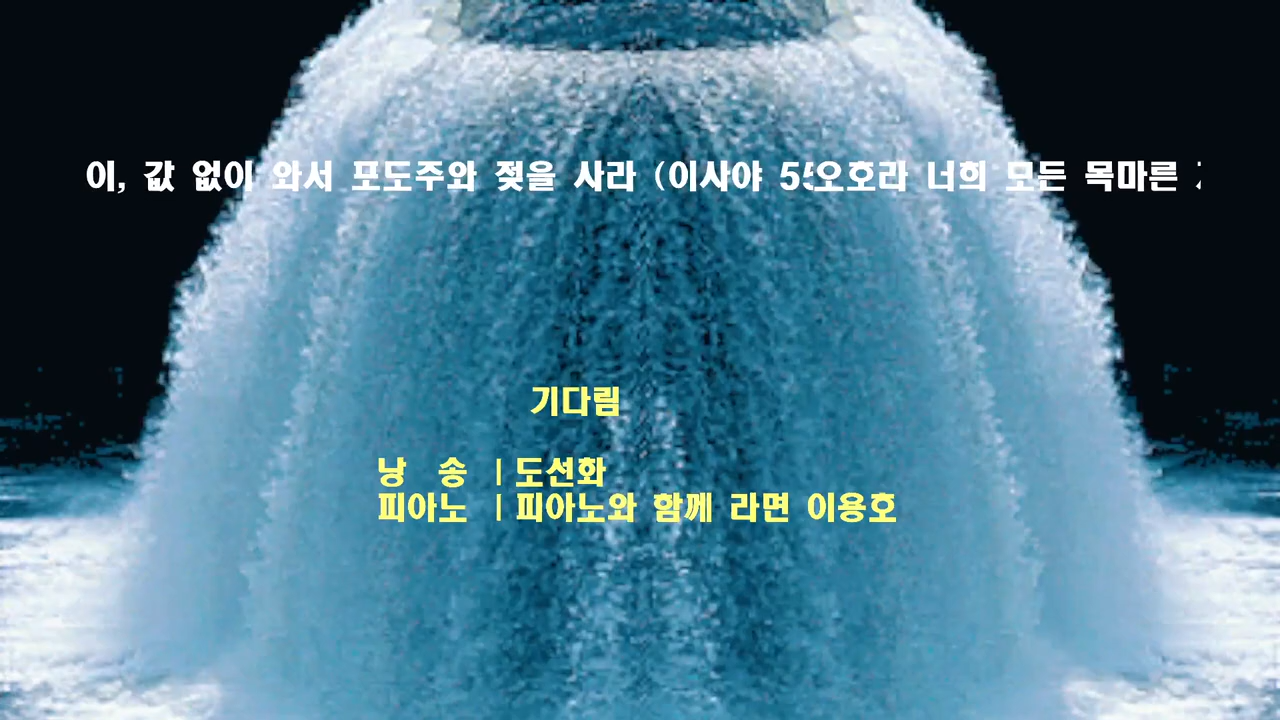 이, 값 없이 와서 포도주와 젖을 사라 (이사야 55오호라 너희 모든 목마른
기다림
낭 송 | 도선화
피아노 | 피아노와 함께 라면 이용호